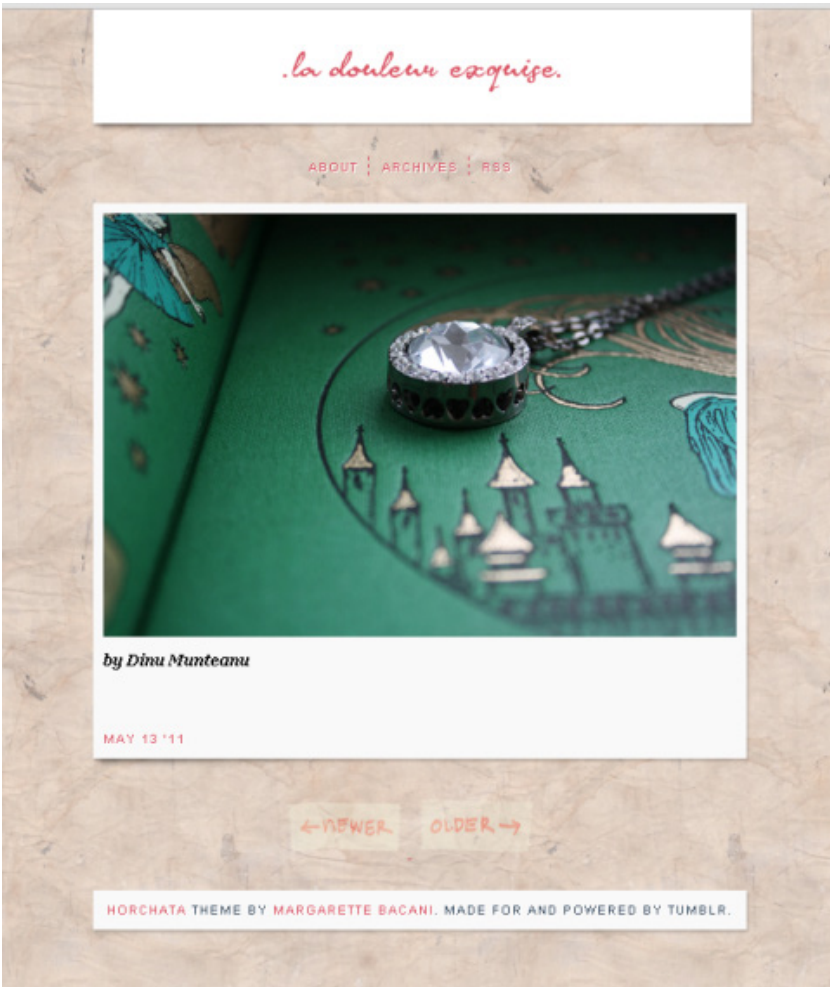 .la douleur exquise.
ABOUT ARCHIVES RSS
by Dinu Munteanu
MAY 13 '11
←NEWER OLDER→
HORCHATA THEME BY MARGARETTE BACANI. MADE FOR AND POWERED BY TUMBLR.